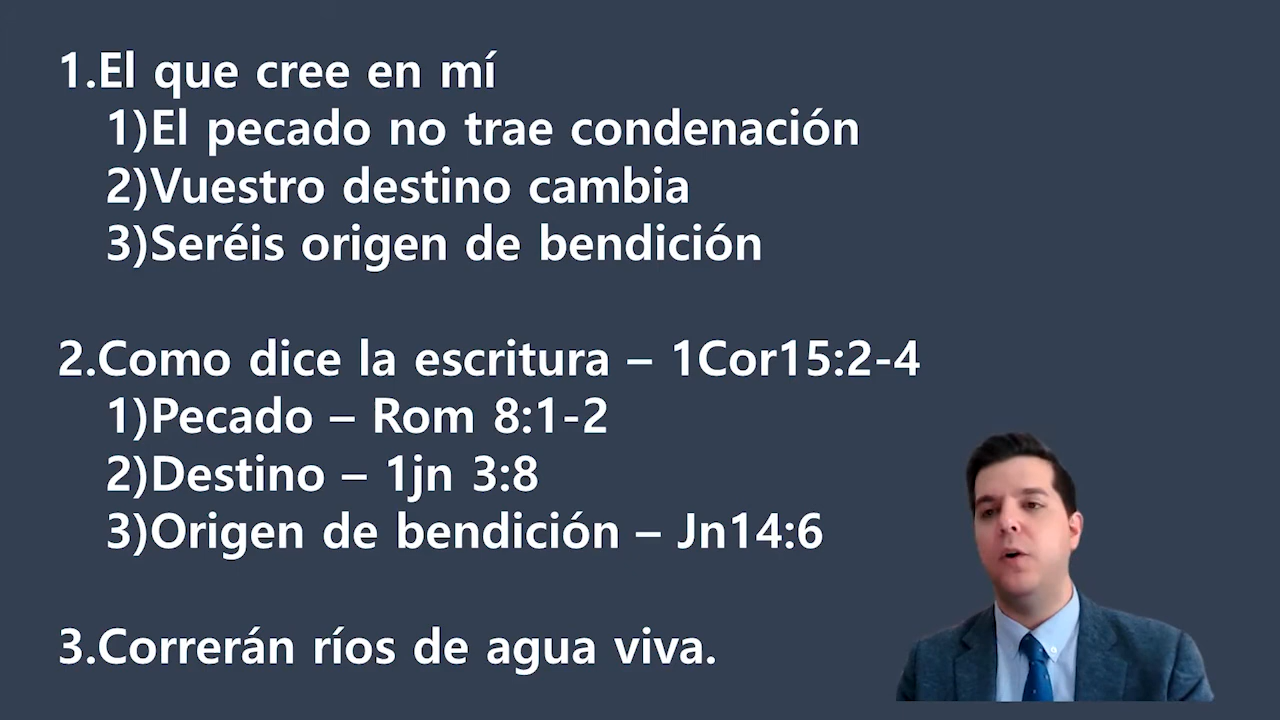 1.El que cree en mí
1)El pecado no trae condenación
2)Vuestro destino cambia
3)Seréis origen de bendición
2.Como dice la escritura – 1Cor15:2-4
1)Pecado – Rom 8:1-2
2)Destino – 1jn 3:8
3)Origen de bendición – Jn14:6
3.Correrán ríos de agua viva.